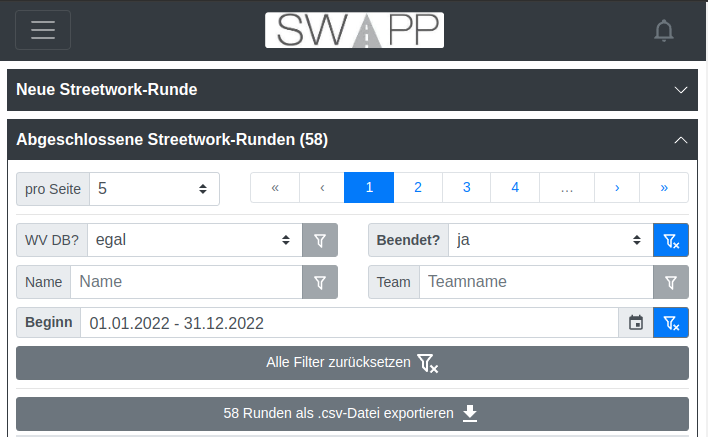 SWAPP
Neue Streetwork-Runde
Abgeschlossene Streetwork-Runden (58)
pro Seite 5 « ‹ 1 2 3 4 … › »
WV DB? egal Beendet? ja
Name Name Team Teamname
Beginn 01.01.2022 - 31.12.2022
Alle Filter zurücksetzen
58 Runden als .csv-Datei exportieren